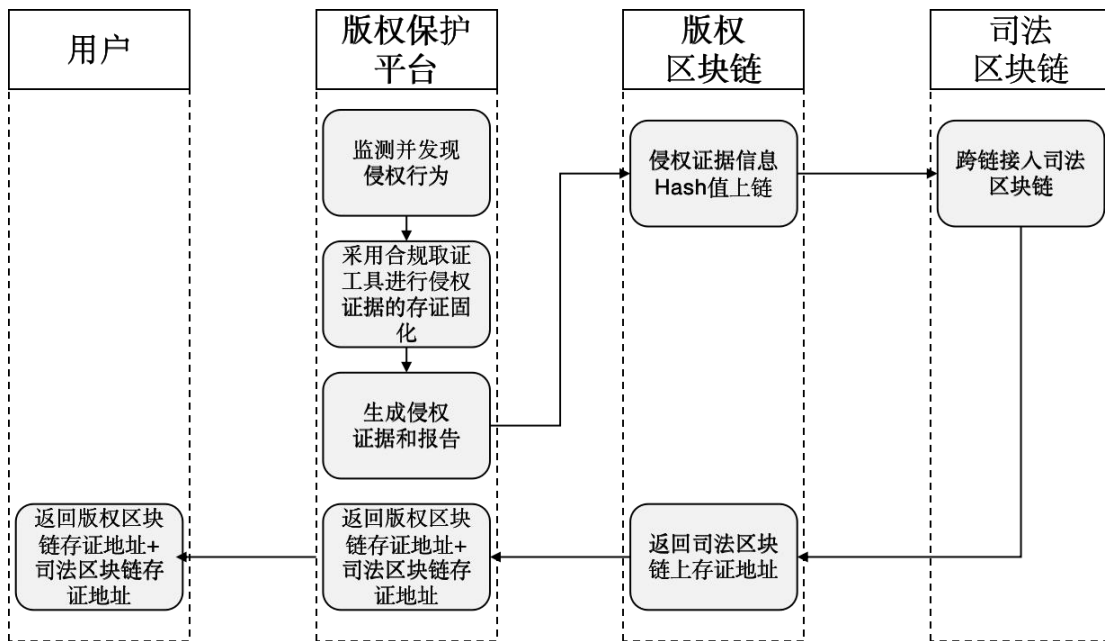 用户
版权保护
平台
版权
区块链
司法
区块链
监测并发现
侵权行为
侵权证据信息
Hash值上链
跨链接入司法
区块链
采用合规取证
工具进行侵权
证据的存证固
化
生成侵权
证据和报告
返回版权区块
链存证地址+
司法区块链存
证地址
返回版权区块
链存证地址+
司法区块链存
证地址
返回司法区块
链上存证地址